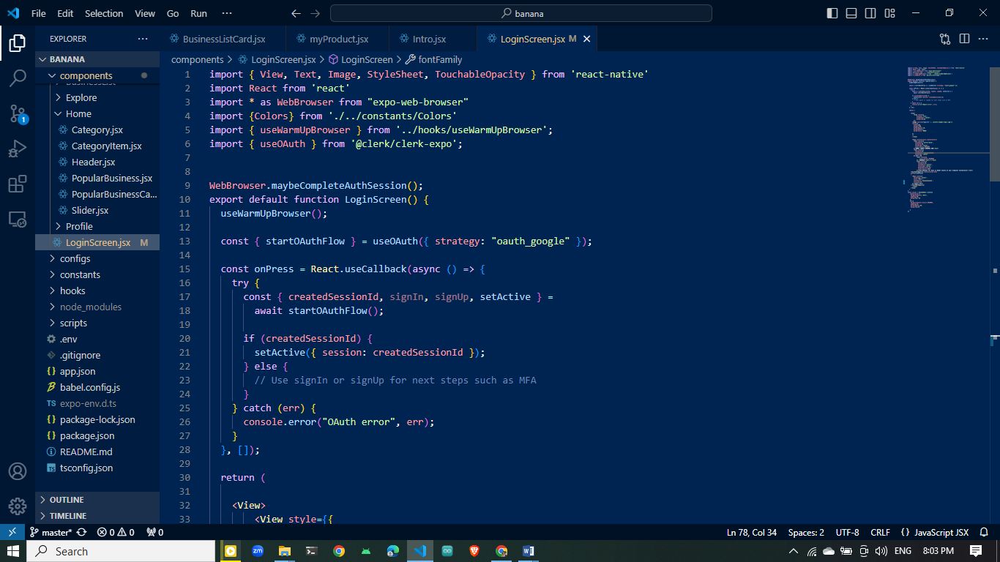 File Edit Selection View Go Run ··· banana
EXPLORER ···
BANANA
components
Explore
Home
Category.jsx
CategoryItem.jsx
Header.jsx
PopularBusiness.jsx
PopularBusinessCa...
Slider.jsx
Profile
LoginScreen.jsx M
configs
constants
hooks
node_modules
scripts
.env
.gitignore
{} app.json
babel.config.js
TS expo-env.d.ts
{} package-lock.json
{} package.json
README.md
TS tsconfig.json
OUTLINE
TIMELINE
1
BusinessListCard.jsx myProduct.jsx Intro.jsx LoginScreen.jsx M
components > LoginScreen.jsx > LoginScreen > fontFamily
1 import { View, Text, Image, StyleSheet, TouchableOpacity } from 'react-native'
2 import React from 'react'
3 import * as WebBrowser from "expo-web-browser"
4 import {Colors} from './../constants/Colors'
5 import { useWarmUpBrowser } from '../hooks/useWarmUpBrowser';
6 import { useOAuth } from '@clerk/clerk-expo';
7
8
9 WebBrowser.maybeCompleteAuthSession();
10 export default function LoginScreen() {
11 useWarmUpBrowser();
12
13 const { startOAuthFlow } = useOAuth({ strategy: "oauth_google" });
14
15 const onPress = React.useCallback(async () => {
16 try {
17 const { createdSessionId, signIn, signUp, setActive } =
18 await startOAuthFlow();
19
20 if (createdSessionId) {
21 setActive({ session: createdSessionId });
22 } else {
23 // Use signIn or signUp for next steps such as MFA
24 }
25 } catch (err) {
26 console.error("OAuth error", err);
27 }
28 }, []);
29
30 return (
31
32 <View>
33 <View style={{
master* 0 0 0 Ln 78, Col 34 Spaces: 2 UTF-8 CRLF {} JavaScript JSX
Search zm W ENG 8:03 PM